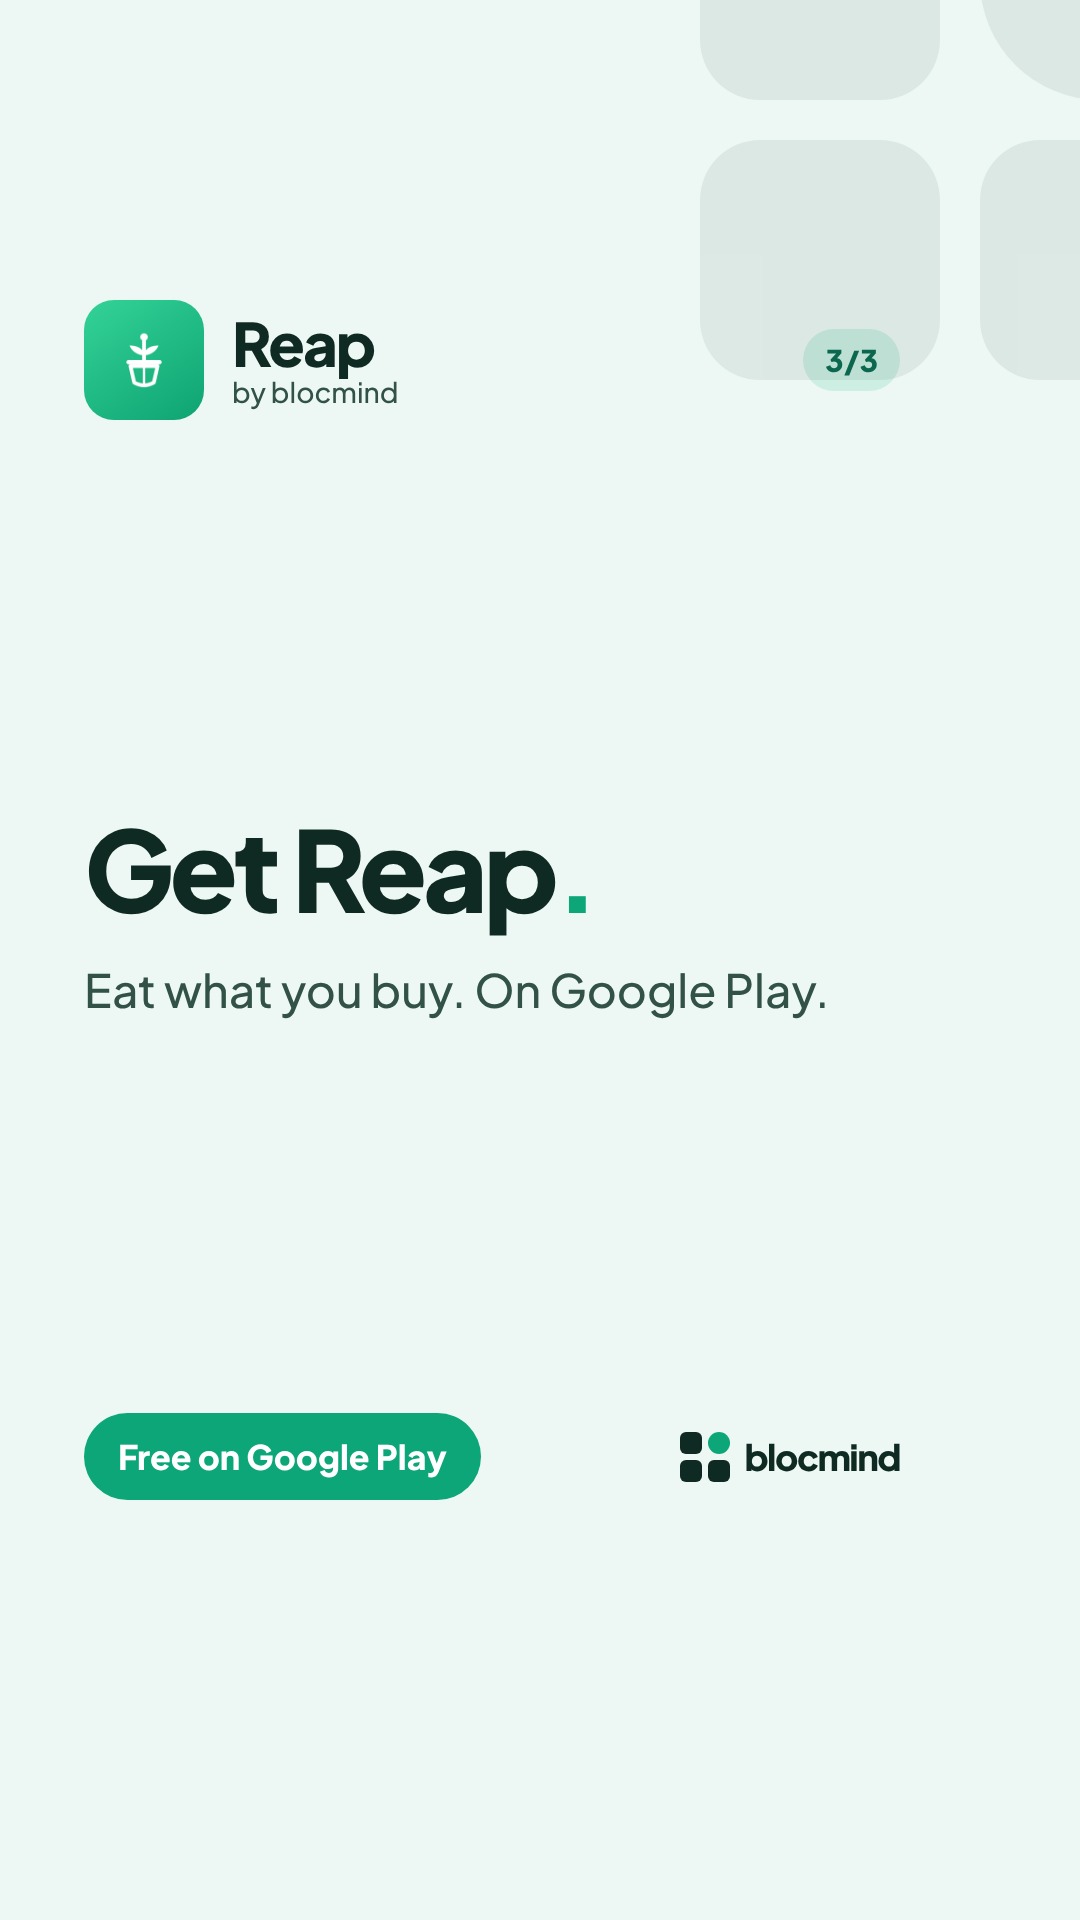 Reap
by blocmind
3/3
Get Reap.
Eat what you buy. On Google Play.
Free on Google Play
blocmind